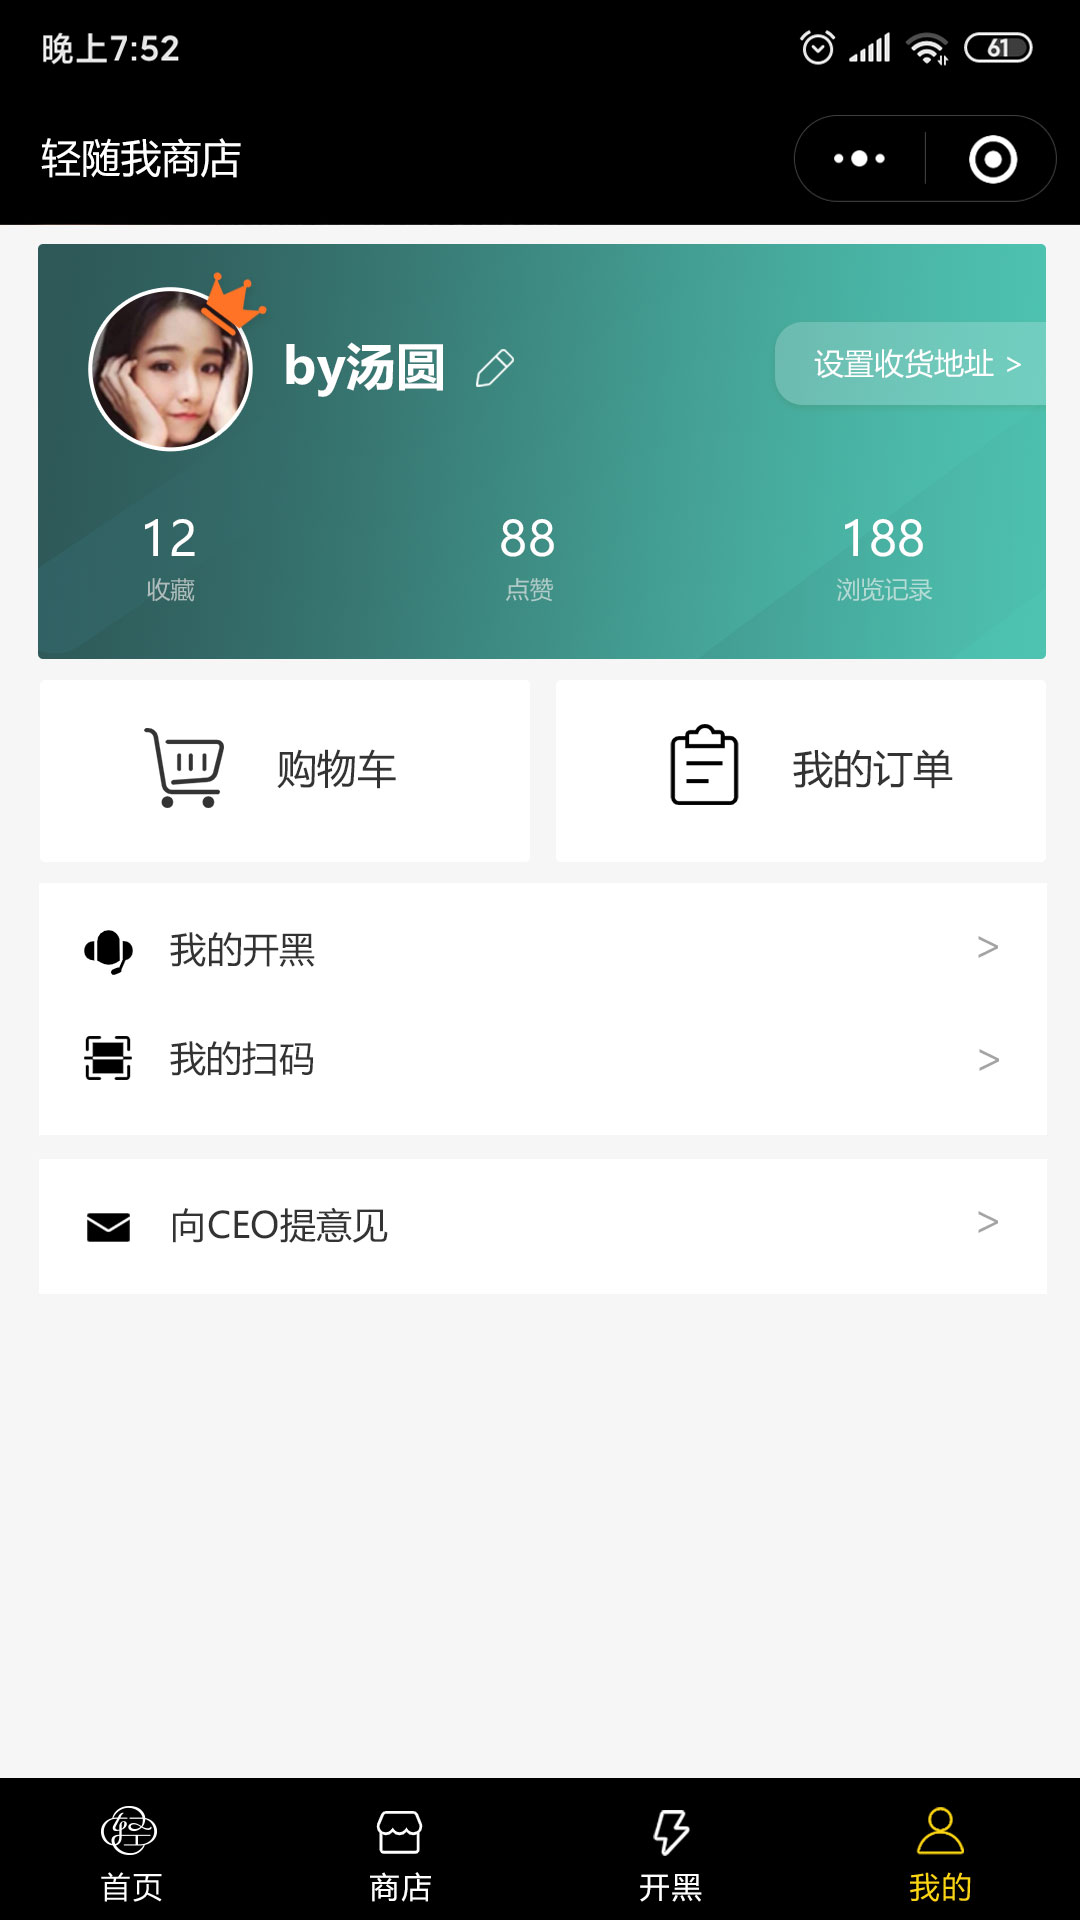 晚上7:52
61
轻随我商店
by汤圆
设置收货地址 >
12
88
188
收藏
点赞
浏览记录
购物车
我的订单
我的开黑 >
我的扫码 >
向CEO提意见 >
轻
首页
商店
开黑
我的